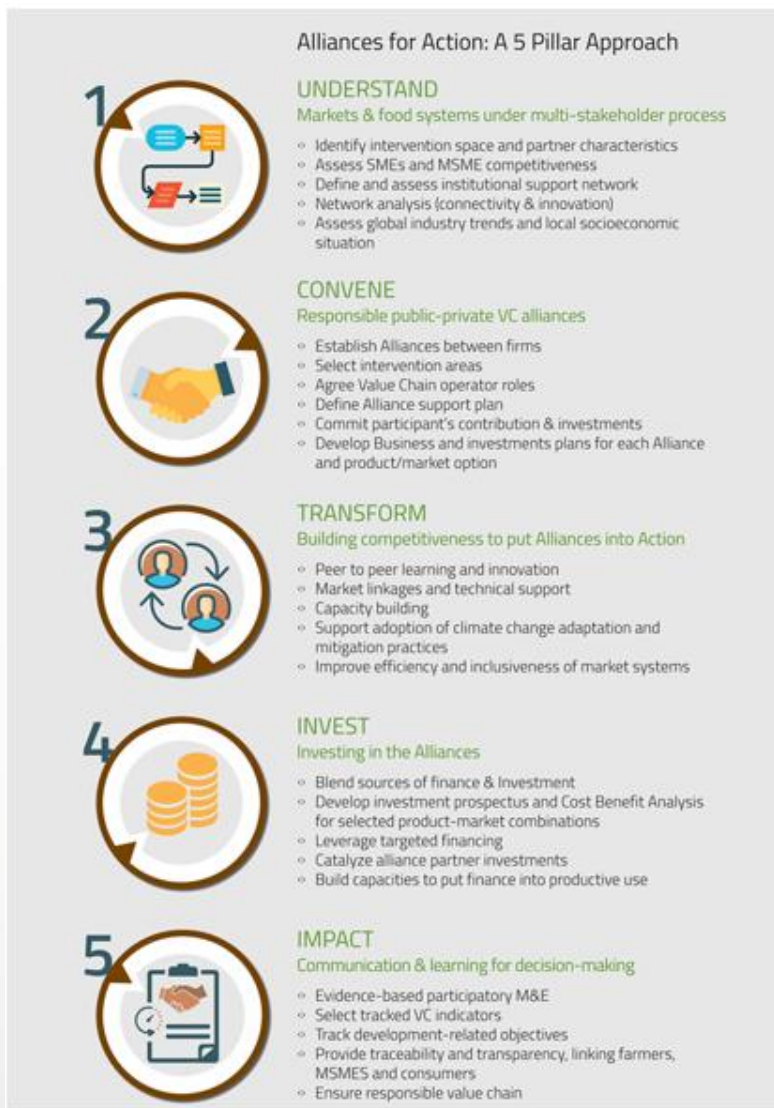 Alliances for Action: A 5 Pillar Approach
1
UNDERSTAND
Markets & food systems under multi-stakeholder process
Identify intervention space and partner characteristics
Assess SMEs and MSME competitiveness
Define and assess institutional support network
Network analysis (connectivity & innovation)
Assess global industry trends and local socioeconomic
situation
2
CONVENE
Responsible public-private VC alliances
Establish Alliances between firms
Select intervention areas
Agree Value Chain operator roles
Define Alliance support plan
Commit participant's contribution & investments
Develop Business and investments plans for each Alliance
and product/market option
3
TRANSFORM
Building competitiveness to put Alliances into Action
Peer to peer learning and innovation
Market linkages and technical support
Capacity building
Support adoption of climate change adaptation and
mitigation practices
Improve efficiency and inclusiveness of market systems
4
INVEST
Investing in the Alliances
Blend sources of finance & Investment
Develop investment prospectus and Cost Benefit Analysis
for selected product-market combinations
Leverage targeted financing
Catalyze alliance partner investments
Build capacities to put finance into productive use
5
IMPACT
Communication & learning for decision-making
Evidence-based participatory M&E
Select tracked VC indicators
Track development-related objectives
Provide traceability and transparency, linking farmers,
MSMES and consumers
Ensure responsible value chain